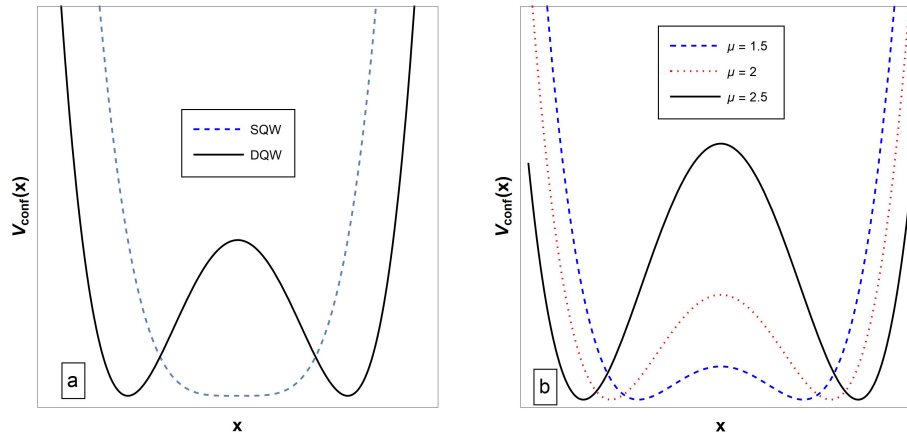 V_conf(x)
SQW
DQW
a
x
V_conf(x)
μ = 1.5
μ = 2
μ = 2.5
b
x